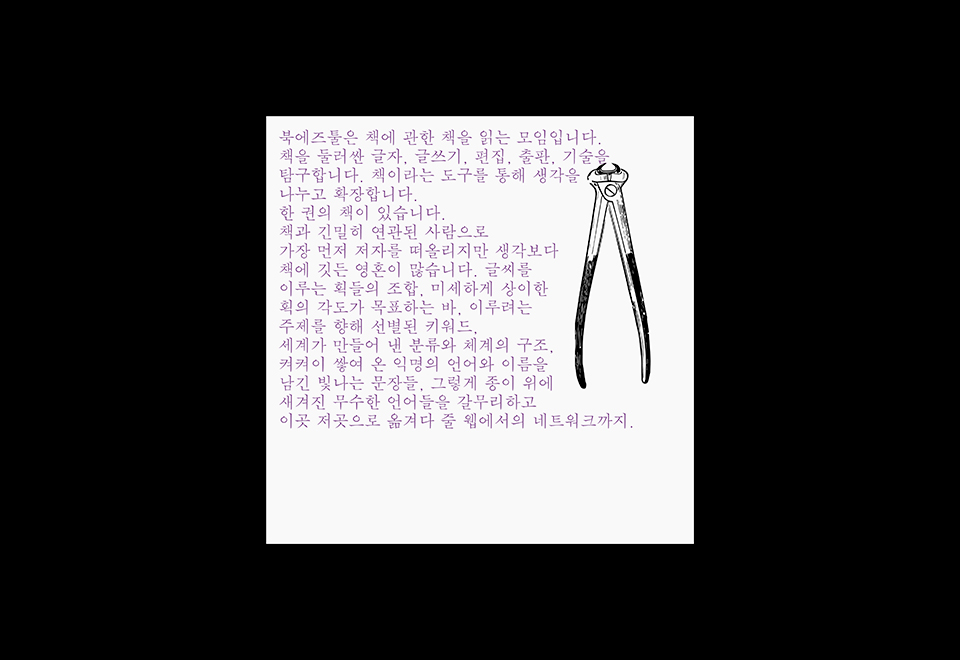 북에즈툴은 책에 관한 책을 읽는 모임입니다.
책을 둘러싼 글자, 글쓰기, 편집, 출판, 기술을
탐구합니다. 책이라는 도구를 통해 생각을
나누고 확장합니다.
한 권의 책이 있습니다.
책과 긴밀히 연관된 사람으로
가장 먼저 저자를 떠올리지만 생각보다
책에 깃든 영혼이 많습니다. 글씨를
이루는 획들의 조합, 미세하게 상이한
획의 각도가 목표하는 바, 이루려는
주제를 향해 선별된 키워드,
세계가 만들어 낸 분류와 체계의 구조,
켜켜이 쌓여 온 익명의 언어와 이름을
남긴 빛나는 문장들, 그렇게 종이 위에
새겨진 무수한 언어들을 갈무리하고
이곳 저곳으로 옮겨다 줄 웹에서의 네트워크까지.